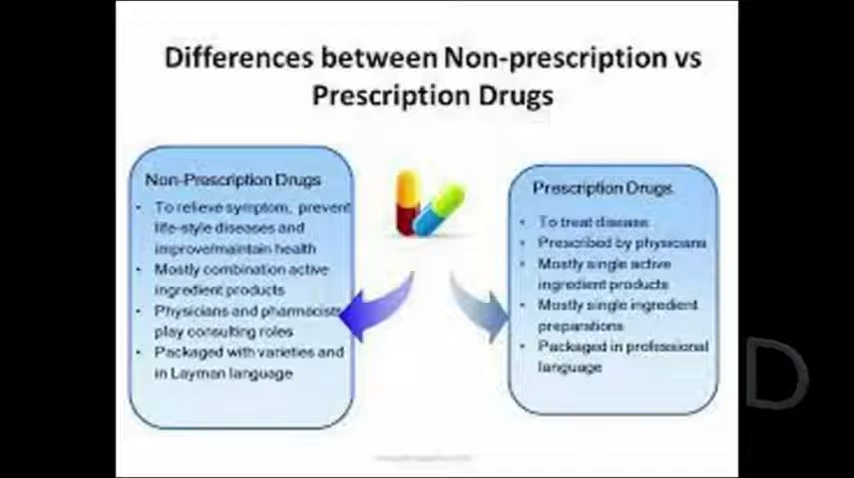 Differences between Non-prescription vs
Prescription Drugs
Non-Prescription Drugs
• To relieve symptom, prevent
life-style diseases and
improve/maintain health
• Mostly combination active
ingredient products
• Physicians and pharmacists
play consulting roles
• Packaged with varieties and
in Layman language
Prescription Drugs
• To treat disease
• Prescribed by physicians
• Mostly single active
ingredient products
• Mostly single ingredient
preparations
• Packaged in professional
language
D